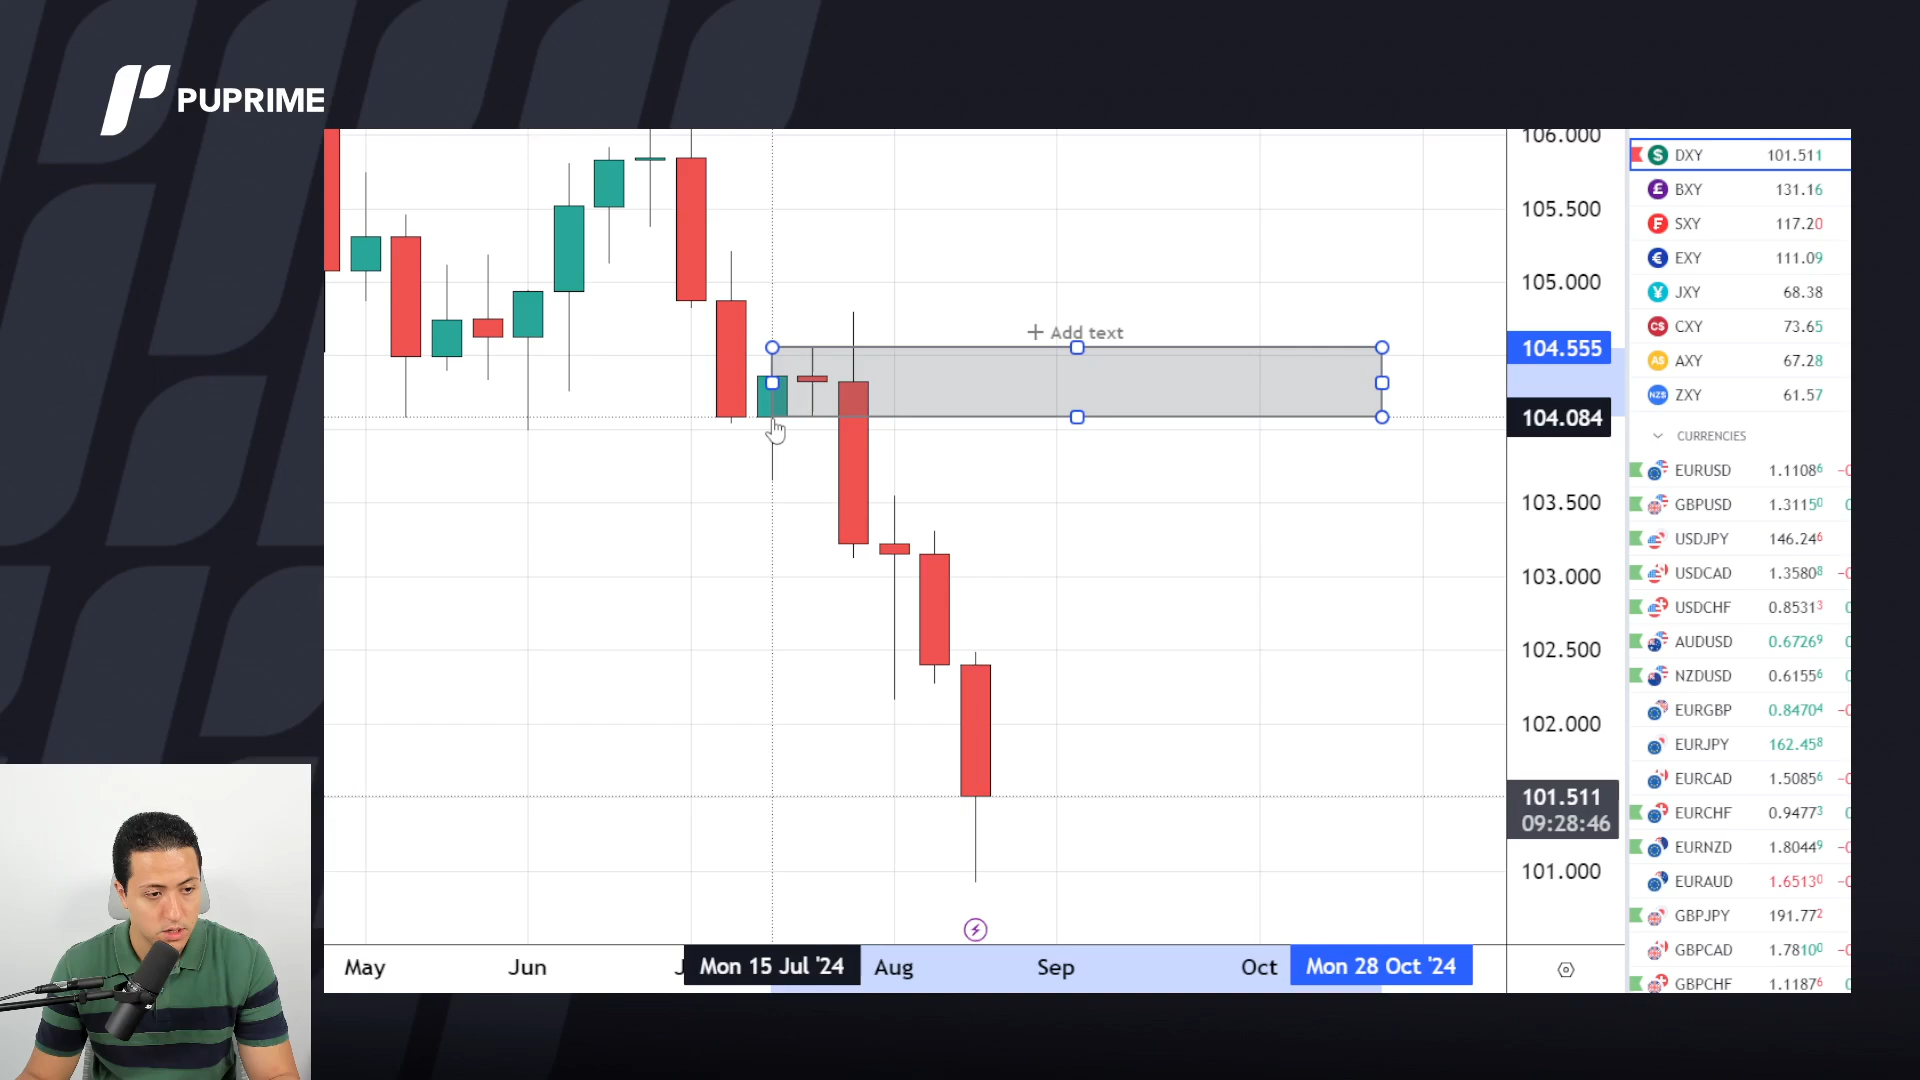 PUPRIME
106.000
105.500
105.000
104.555
104.084
103.500
103.000
102.500
102.000
101.511
09:28:46
101.000
+ Add text
May
Jun
Mon 15 Jul '24
Aug
Sep
Oct
Mon 28 Oct '24
DXY 101.511
BXY 131.16
SXY 117.20
EXY 111.09
JXY 68.38
CXY 73.65
AXY 67.28
ZXY 61.57
CURRENCIES
EURUSD 1.11086
GBPUSD 1.31150
USDJPY 146.246
USDCAD 1.35808
USDCHF 0.85313
AUDUSD 0.67269
NZDUSD 0.61556
EURGBP 0.84704
EURJPY 162.458
EURCAD 1.50856
EURCHF 0.94773
EURNZD 1.80449
EURAUD 1.65130
GBPJPY 191.772
GBPCAD 1.78100
GBPCHF 1.11876